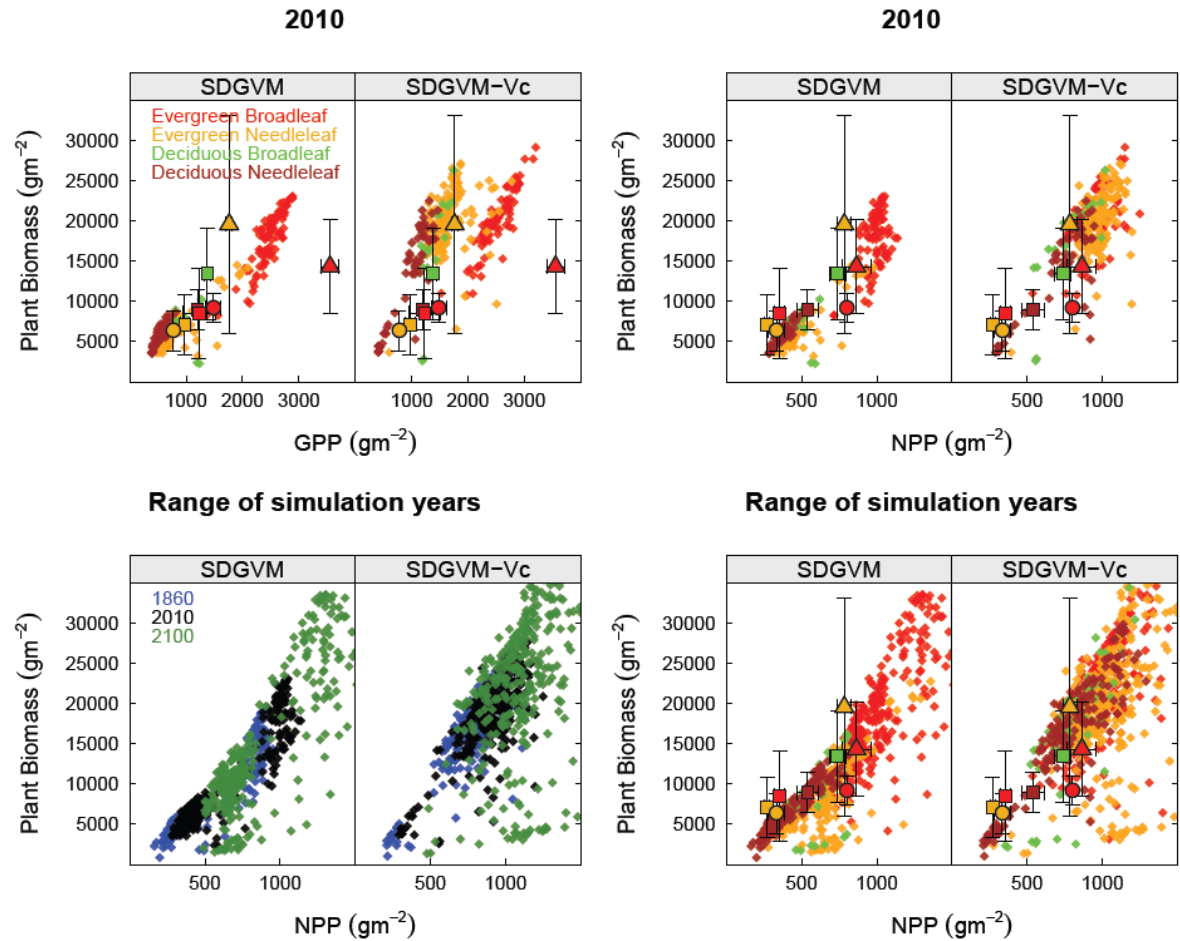 2010
2010
SDGVM SDGVM−Vc
SDGVM SDGVM−Vc
Evergreen Broadleaf
Evergreen Needleleaf
Deciduous Broadleaf
Deciduous Needleleaf
30000
25000
20000
15000
10000
5000
Plant Biomass (gm−2)
1000 2000 3000 1000 2000 3000
GPP (gm−2)
30000
25000
20000
15000
10000
5000
Plant Biomass (gm−2)
500 1000 500 1000
NPP (gm−2)
Range of simulation years
Range of simulation years
SDGVM SDGVM−Vc
SDGVM SDGVM−Vc
1860
2010
2100
30000
25000
20000
15000
10000
5000
Plant Biomass (gm−2)
500 1000 500 1000
NPP (gm−2)
30000
25000
20000
15000
10000
5000
Plant Biomass (gm−2)
500 1000 500 1000
NPP (gm−2)